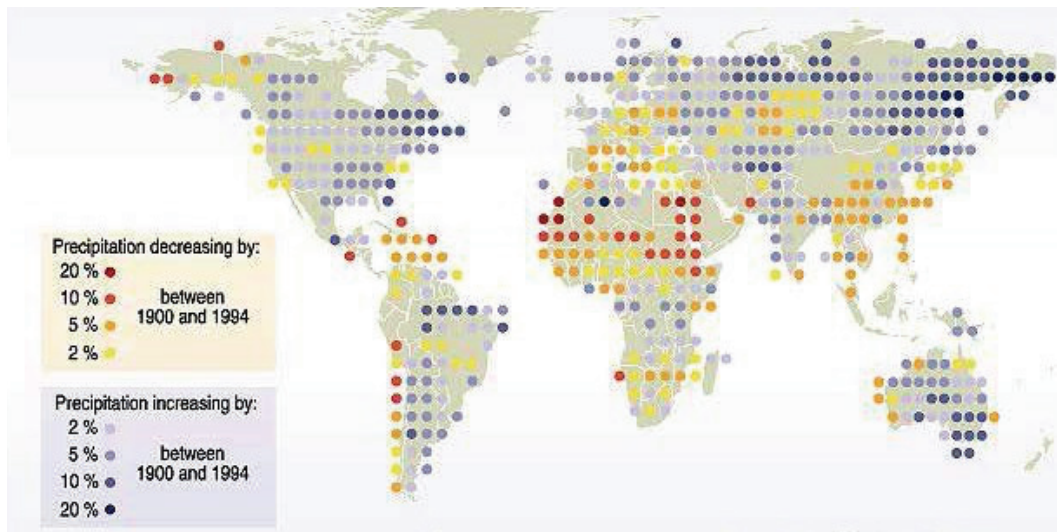 Precipitation decreasing by:
20 %
10 %
5 %
2 %
between
1900 and 1994
Precipitation increasing by:
2 %
5 %
10 %
20 %
between
1900 and 1994